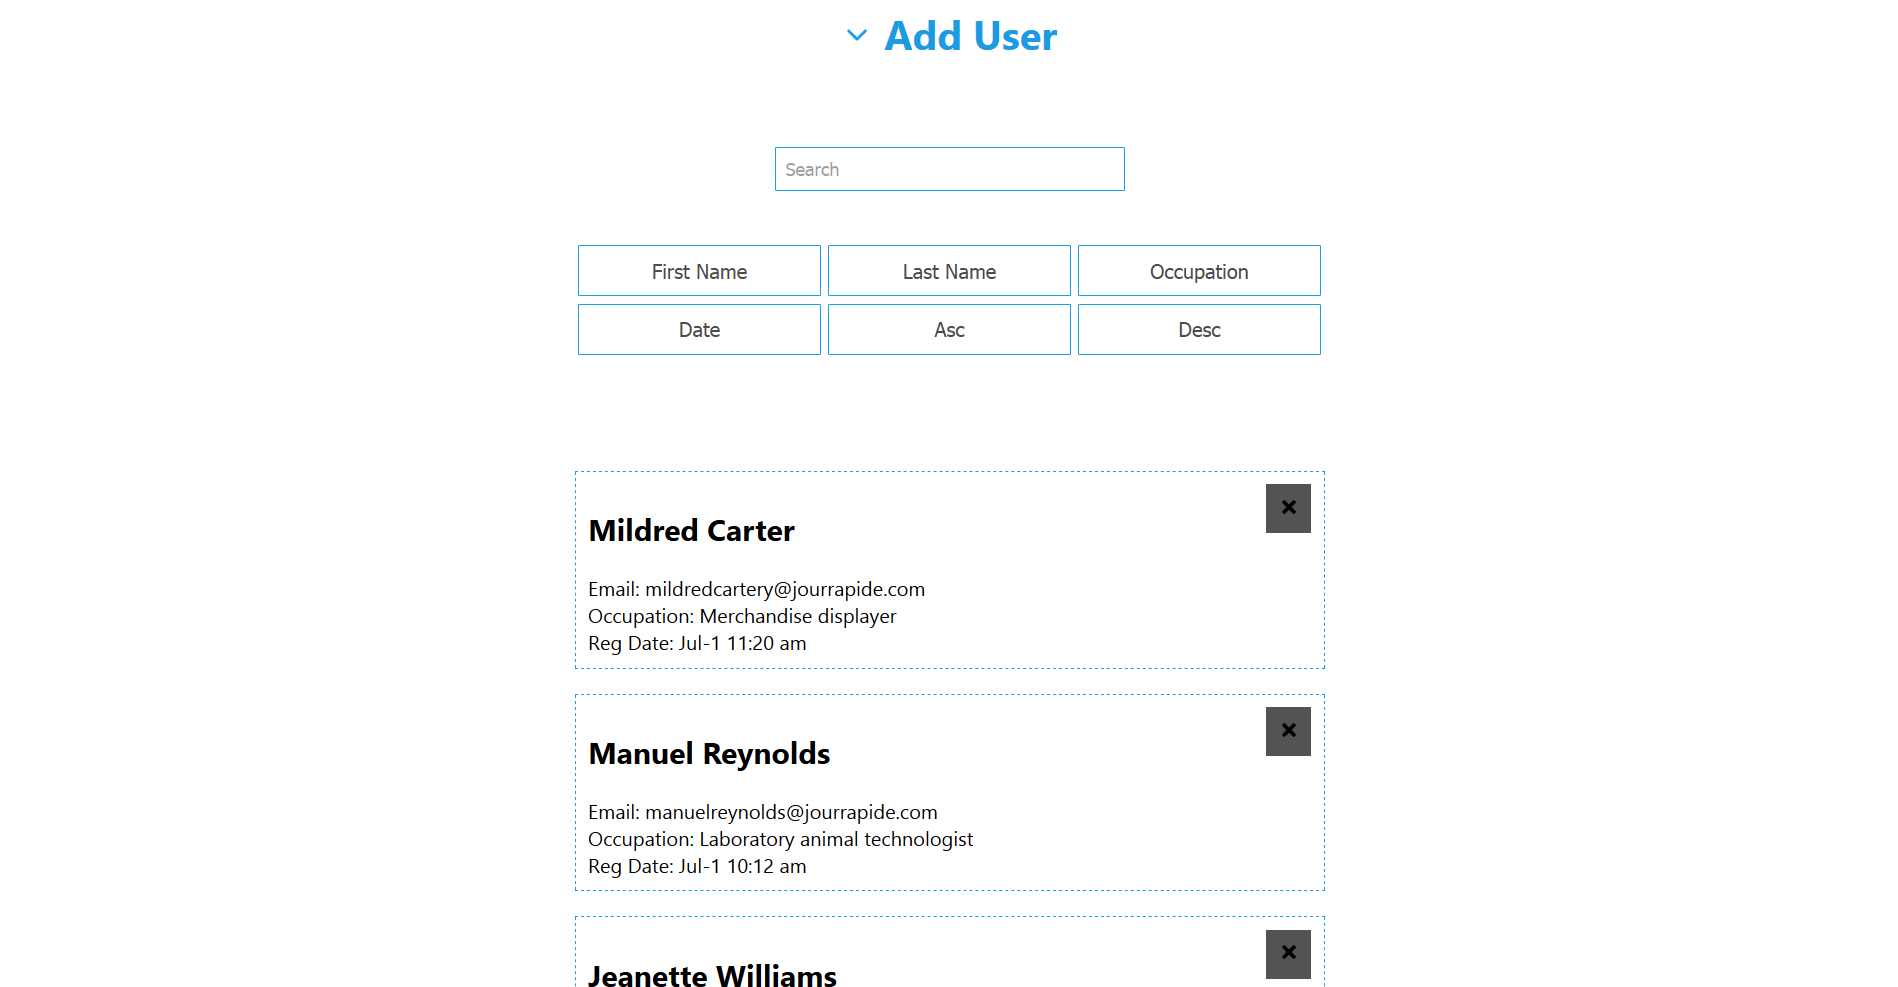 Add User
Search
First Name
Last Name
Occupation
Date
Asc
Desc
Mildred Carter
Email: mildredcartery@jourrapide.com
Occupation: Merchandise displayer
Reg Date: Jul-1 11:20 am
Manuel Reynolds
Email: manuelreynolds@jourrapide.com
Occupation: Laboratory animal technologist
Reg Date: Jul-1 10:12 am
Jeanette Williams